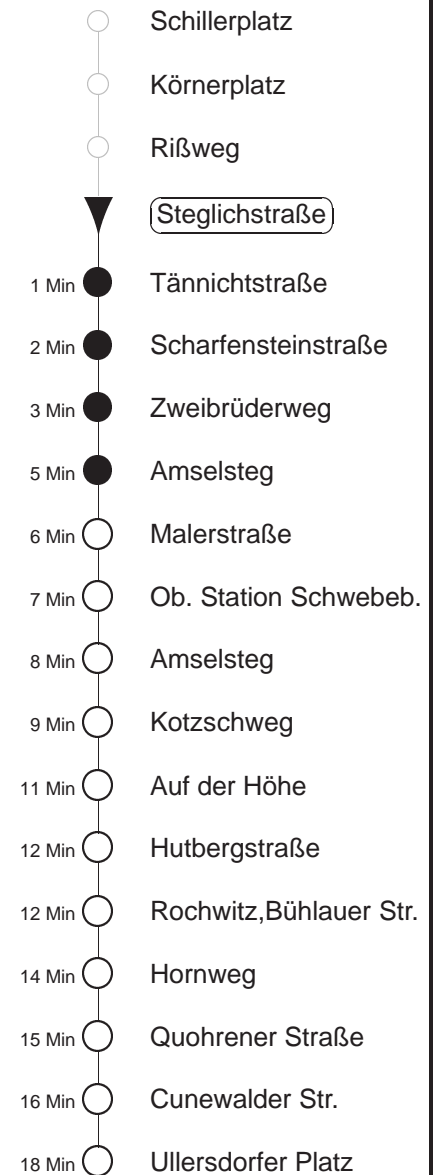 Schillerplatz
Körnerplatz
Rißweg
Steglichstraße
1 Min Tännichtstraße
2 Min Scharfensteinstraße
3 Min Zweibrüderweg
5 Min Amselsteg
6 Min Malerstraße
7 Min Ob. Station Schwebeb.
8 Min Amselsteg
9 Min Kotzschweg
11 Min Auf der Höhe
12 Min Hutbergstraße
12 Min Rochwitz,Bühlauer Str.
14 Min Hornweg
15 Min Quohrener Straße
16 Min Cunewalder Str.
18 Min Ullersdorfer Platz